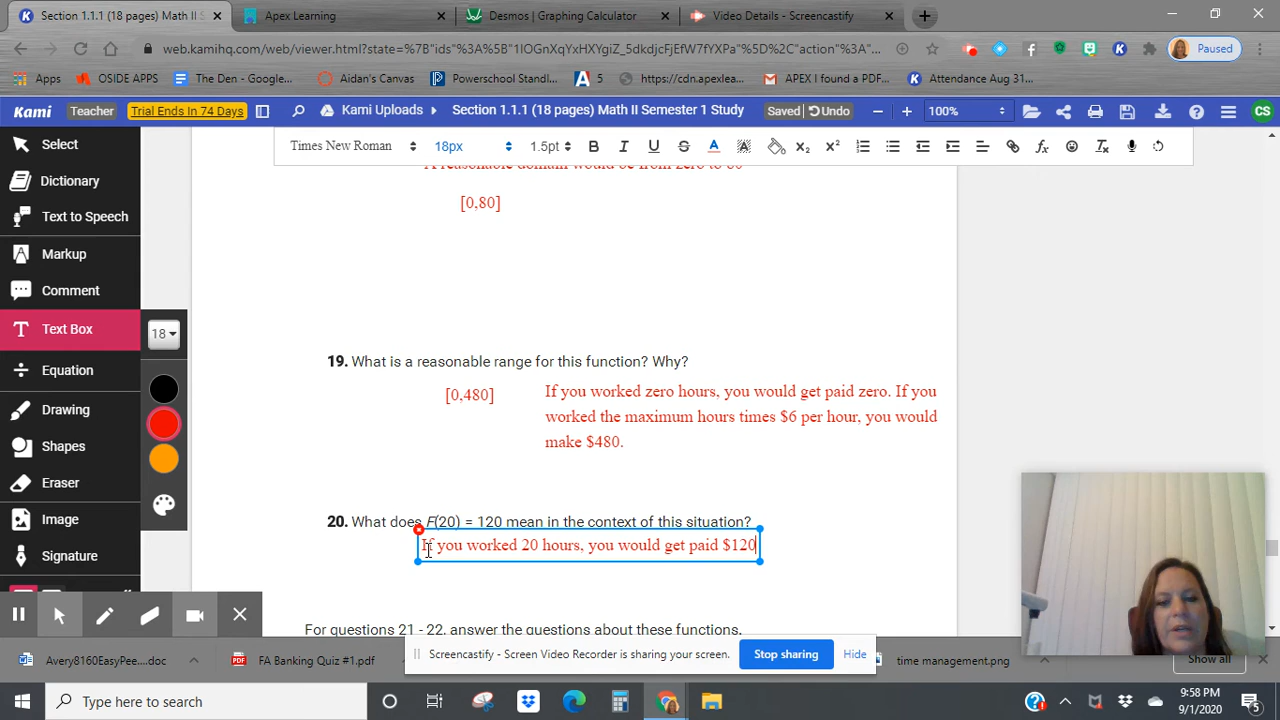 Section 1.1.1 (18 pages) Math II S
Apex Learning
Desmos | Graphing Calculator
Video Details - Screencastify
web.kamihq.com/web/viewer.html?state=%7B"ids"%3A%5B"1IOGnXqYxHXYgiZ_5dkdjcFjEfW7fYXPa"%5D%2C"action"%3A/...
Paused
Apps
OSIDE APPS
The Den - Google...
Aidan's Canvas
Powerschool Standl...
5
https://cdn.apexlea...
APEX I found a PDF...
Attendance Aug 31...
Kami
Teacher
Trial Ends In 74 Days
Kami Uploads
Section 1.1.1 (18 pages) Math II Semester 1 Study
Saved
Undo
100%
CS
Select
Dictionary
Text to Speech
Markup
Comment
Text Box
Equation
Drawing
Shapes
Eraser
Image
Signature
18
Times New Roman
18px
1.5pt
A reasonable domain would be from zero to 80
[0,80]
19. What is a reasonable range for this function? Why?
[0,480]
If you worked zero hours, you would get paid zero. If you
worked the maximum hours times $6 per hour, you would
make $480.
20. What does F(20) = 120 mean in the context of this situation?
If you worked 20 hours, you would get paid $120
For questions 21 - 22, answer the questions about these functions.
Screencastify - Screen Video Recorder is sharing your screen.
Stop sharing
Hide
Avery8160EasyPee....doc
FA Banking Quiz #1.pdf
time management.png
Show all
Type here to search
9:58 PM
9/1/2020
5